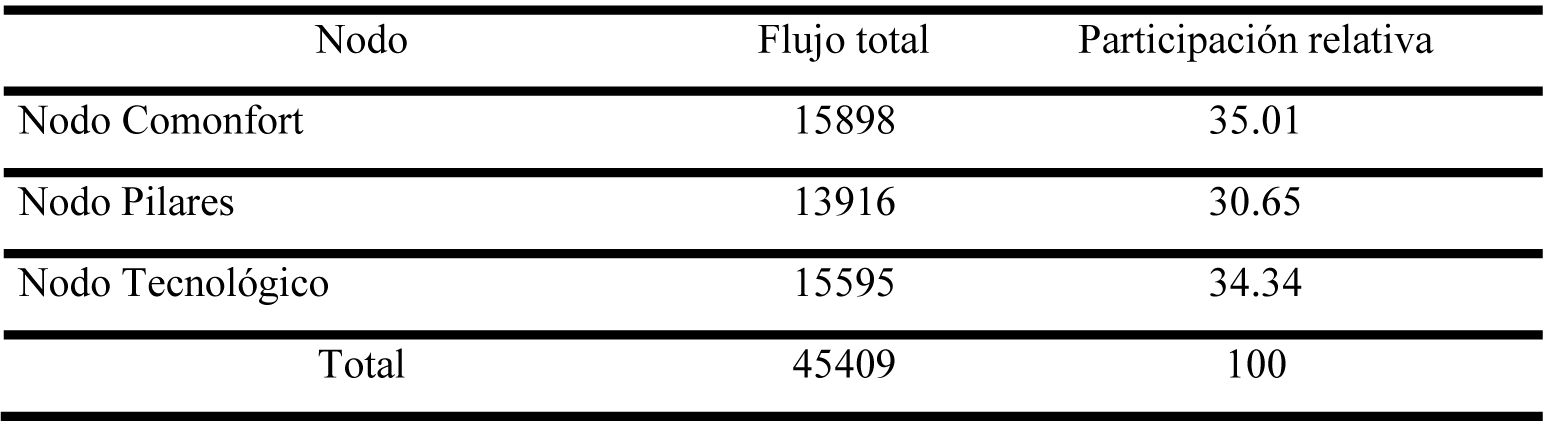 Nodo Flujo total Participación relativa
Nodo Comonfort 15898 35.01
Nodo Pilares 13916 30.65
Nodo Tecnológico 15595 34.34
Total 45409 100